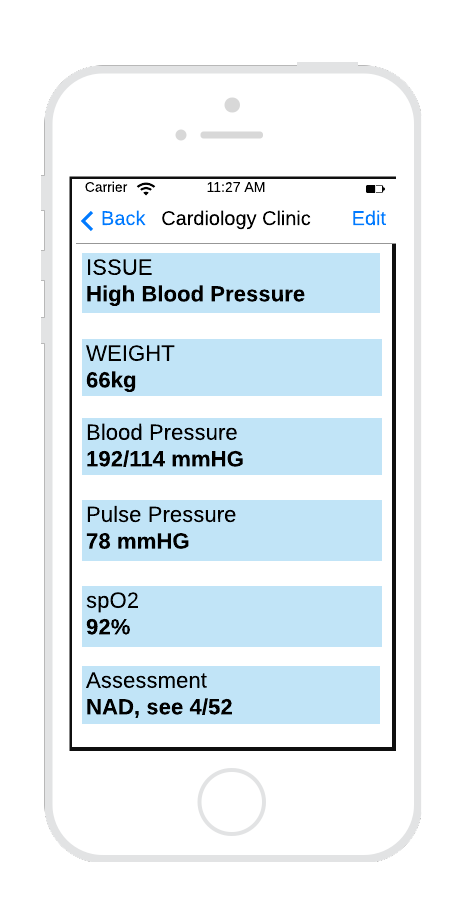 Carrier 11:27 AM
Back Cardiology Clinic Edit
ISSUE
High Blood Pressure
WEIGHT
66kg
Blood Pressure
192/114 mmHG
Pulse Pressure
78 mmHG
spO2
92%
Assessment
NAD, see 4/52